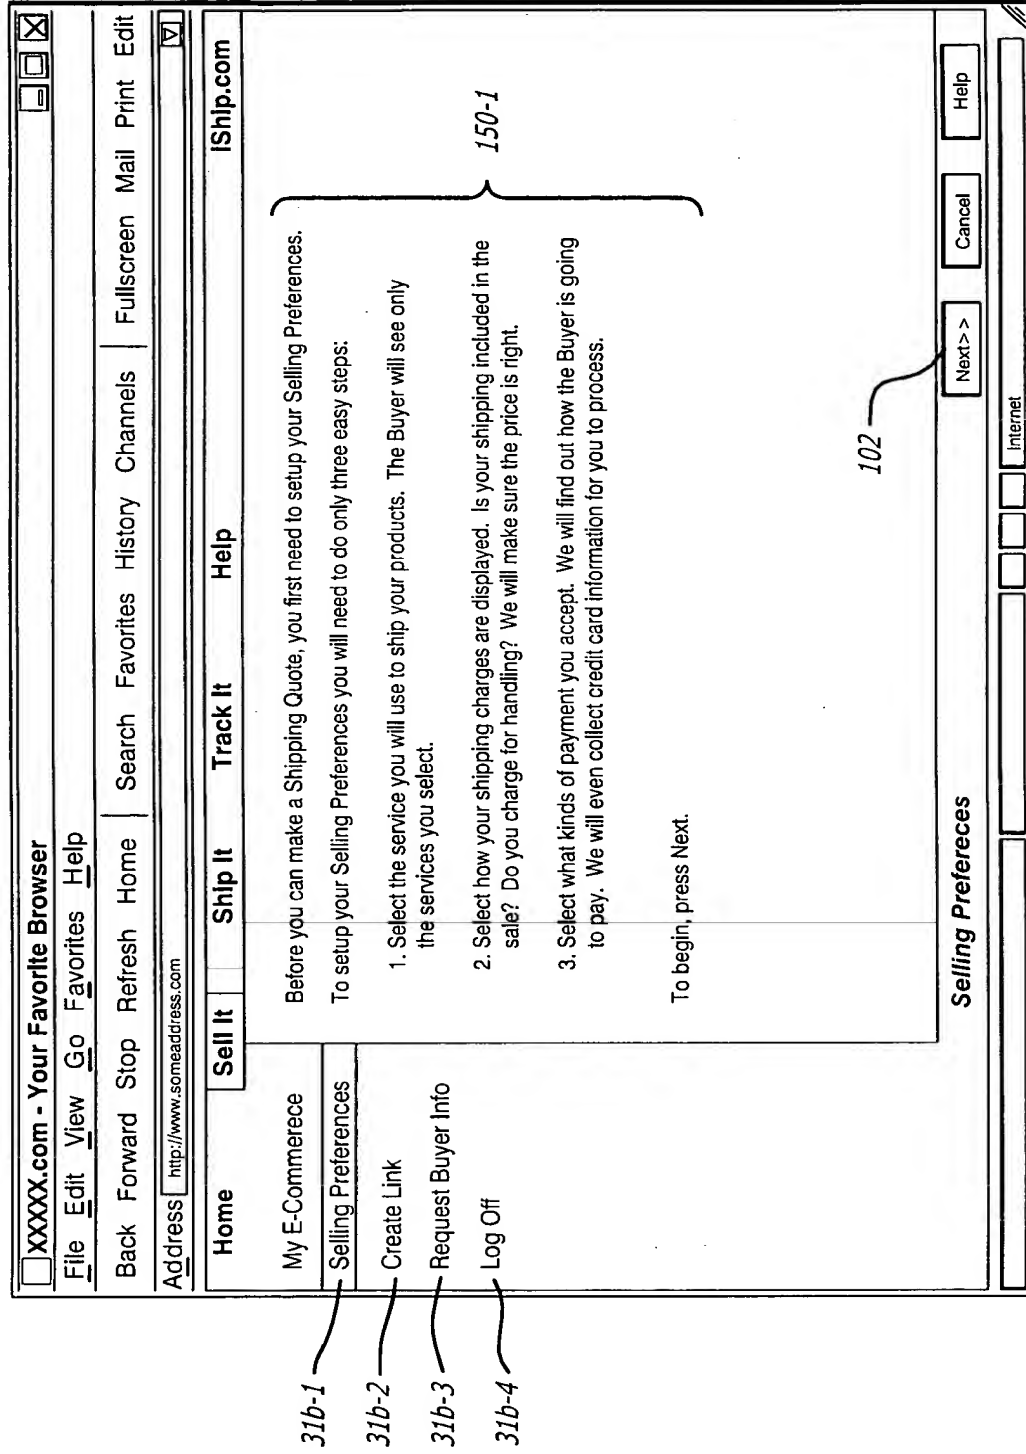 XXXXX.com - Your Favorite Browser
File Edit View Go Favorites Help
Back Forward Stop Refresh Home Search Favorites History Channels Fullscreen Mail Print Edit
Address http://www.someaddress.com
Home Sell It Ship It Track It Help IShip.com
My E-Commerece
Selling Preferences
Create Link
Request Buyer Info
Log Off
31b-1
31b-2
31b-3
31b-4
Before you can make a Shipping Quote, you first need to setup your Selling Preferences.
To setup your Selling Preferences you will need to do only three easy steps:
1. Select the service you will use to ship your products. The Buyer will see only
the services you select.
2. Select how your shipping charges are displayed. Is your shipping included in the
sale? Do you charge for handling? We will make sure the price is right.
3. Select what kinds of payment you accept. We will find out how the Buyer is going
to pay. We will even collect credit card information for you to process.
To begin, press Next.
150-1
102
Selling Prefereces
Next>> Cancel Help
Internet